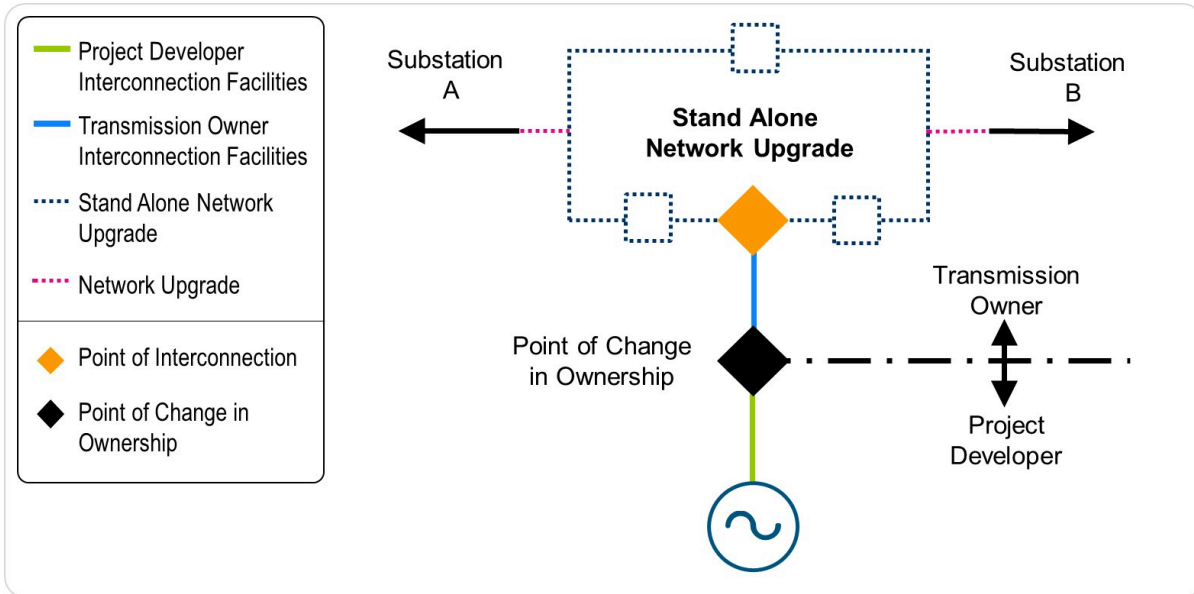 Project Developer
Interconnection Facilities
Transmission Owner
Interconnection Facilities
Stand Alone Network
Upgrade
Network Upgrade
Point of Interconnection
Point of Change in
Ownership
Substation
A
Stand Alone
Network Upgrade
Substation
B
Point of Change
in Ownership
Transmission
Owner
Project
Developer